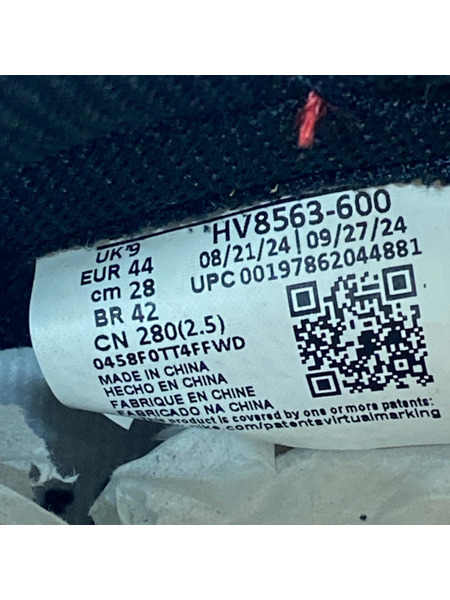 HV8563-600
08/21/24 | 09/27/24
UPC 00197862044881
UK 9
EUR 44
cm 28
BR 42
CN 280(2.5)
0458F0TT4FFWD
MADE IN CHINA
HECHO EN CHINA
FABRIQUE EN CHINE
FABRICADO NA CHINA
product is covered by one or more patents:
.com/patentsvirtualmarking